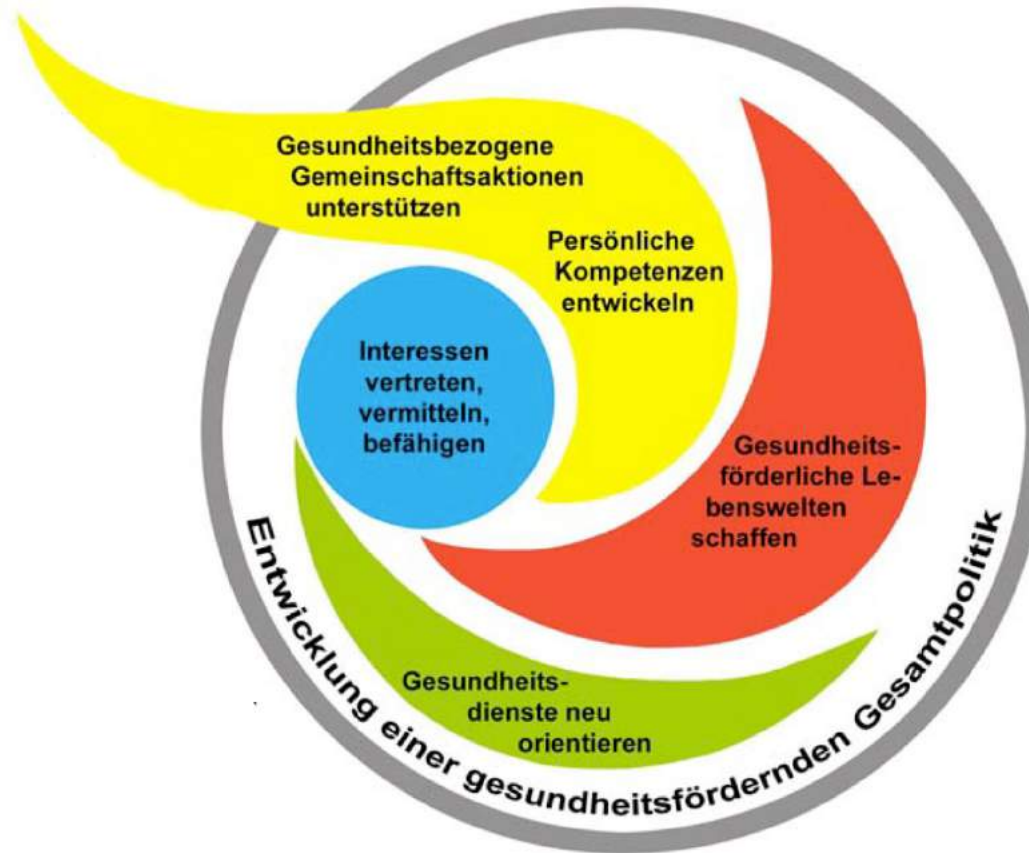 Gesundheitsbezogene
Gemeinschaftsaktionen
unterstützen
Persönliche
Kompetenzen
entwickeln
Interessen
vertreten,
vermitteln,
befähigen
Gesundheits-
förderliche Le-
benswelten
schaffen
Gesundheits-
dienste neu
orientieren
Entwicklung einer gesundheitsfördernden Gesamtpolitik